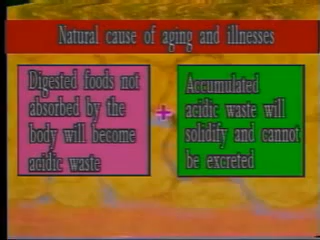 Natural cause of aging and illnesses
Digested foods not
absorbed by the
body will become
acidic waste
+
Accumulated
acidic waste will
solidify and cannot
be excreted